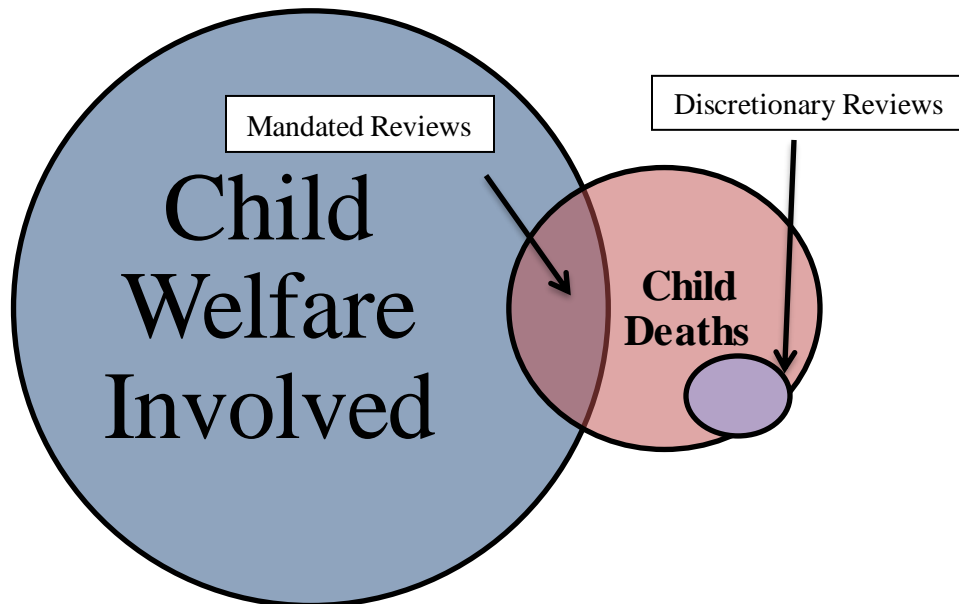 Mandated Reviews
Discretionary Reviews
Child
Welfare
Involved
Child
Deaths